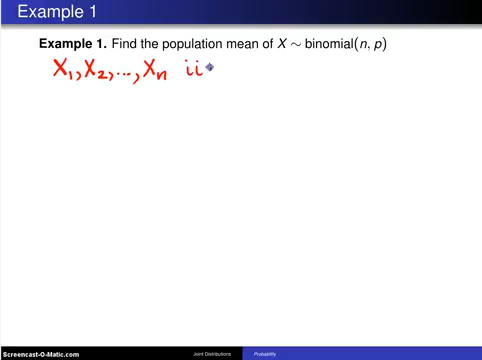 Example 1
Example 1. Find the population mean of X ∼ binomial(n, p)
X₁, X₂, ..., Xₙ ii
Screencast-O-Matic.com
Joint Distributions Probability